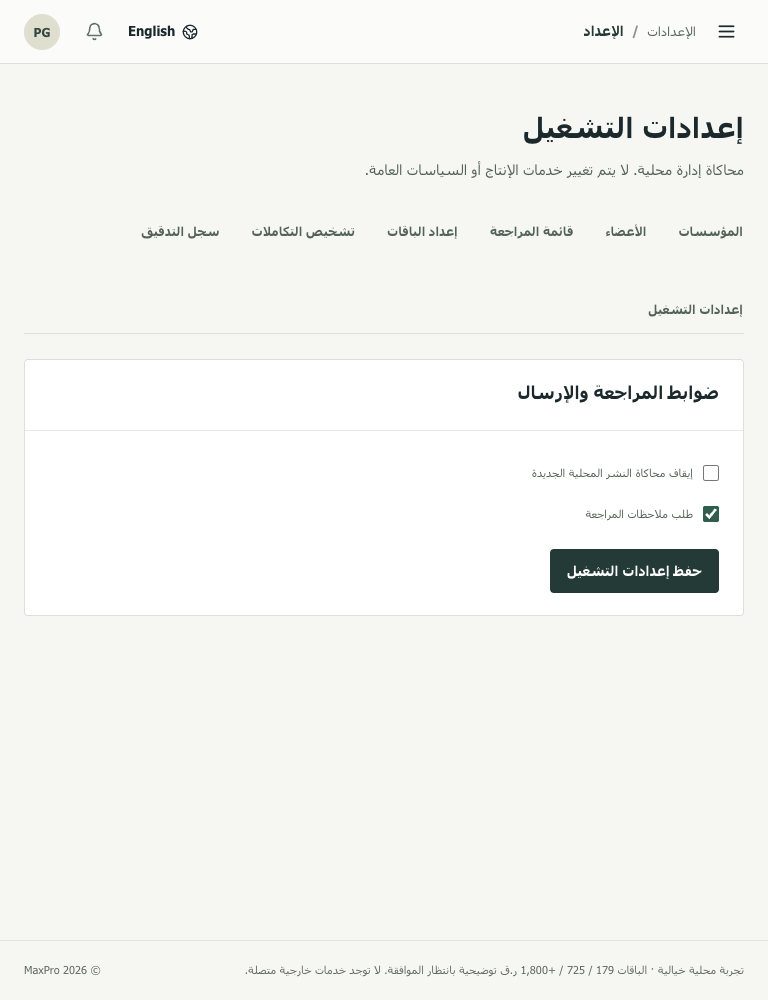 الإعدادات / الإعداد
English
PG
إعدادات التشغيل
محاكاة إدارة محلية. لا يتم تغيير خدمات الإنتاج أو السياسات العامة.
المؤسسات الأعضاء قائمة المراجعة إعداد الباقات تشخيص التكاملات سجل التدقيق
إعدادات التشغيل
ضوابط المراجعة والإرسال
إيقاف محاكاة النشر المحلية الجديدة
طلب ملاحظات المراجعة
حفظ إعدادات التشغيل
تجربة محلية خيالية · الباقات 179 / 725 / +1,800 ر.ق توضيحية بانتظار الموافقة. لا توجد خدمات خارجية متصلة.
© 2026 MaxPro